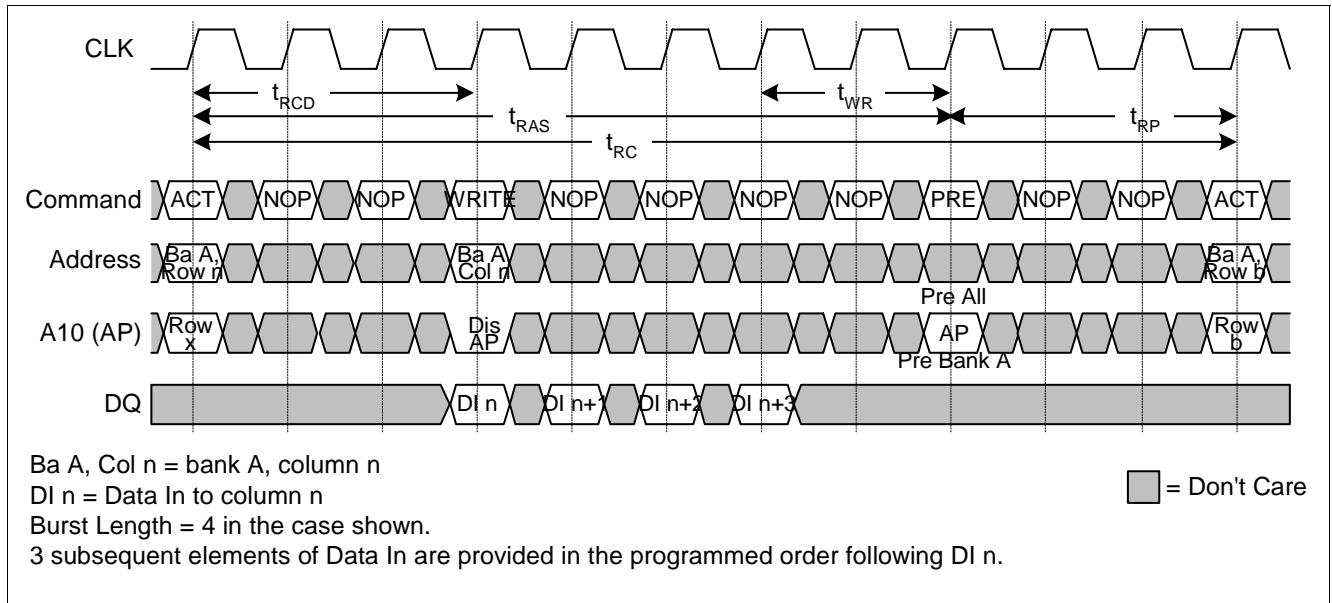 CLK
tRCD
tWR
tRAS
tRP
tRC
Command ACT NOP NOP WRITE NOP NOP NOP NOP PRE NOP NOP ACT
Address Ba A, Row n Ba A, Col n Ba A, Row b
Pre All
A10 (AP) Row x Dis AP AP Row b
Pre Bank A
DQ DI n DI n+1 DI n+2 DI n+3
Ba A, Col n = bank A, column n
DI n = Data In to column n
= Don't Care
Burst Length = 4 in the case shown.
3 subsequent elements of Data In are provided in the programmed order following DI n.